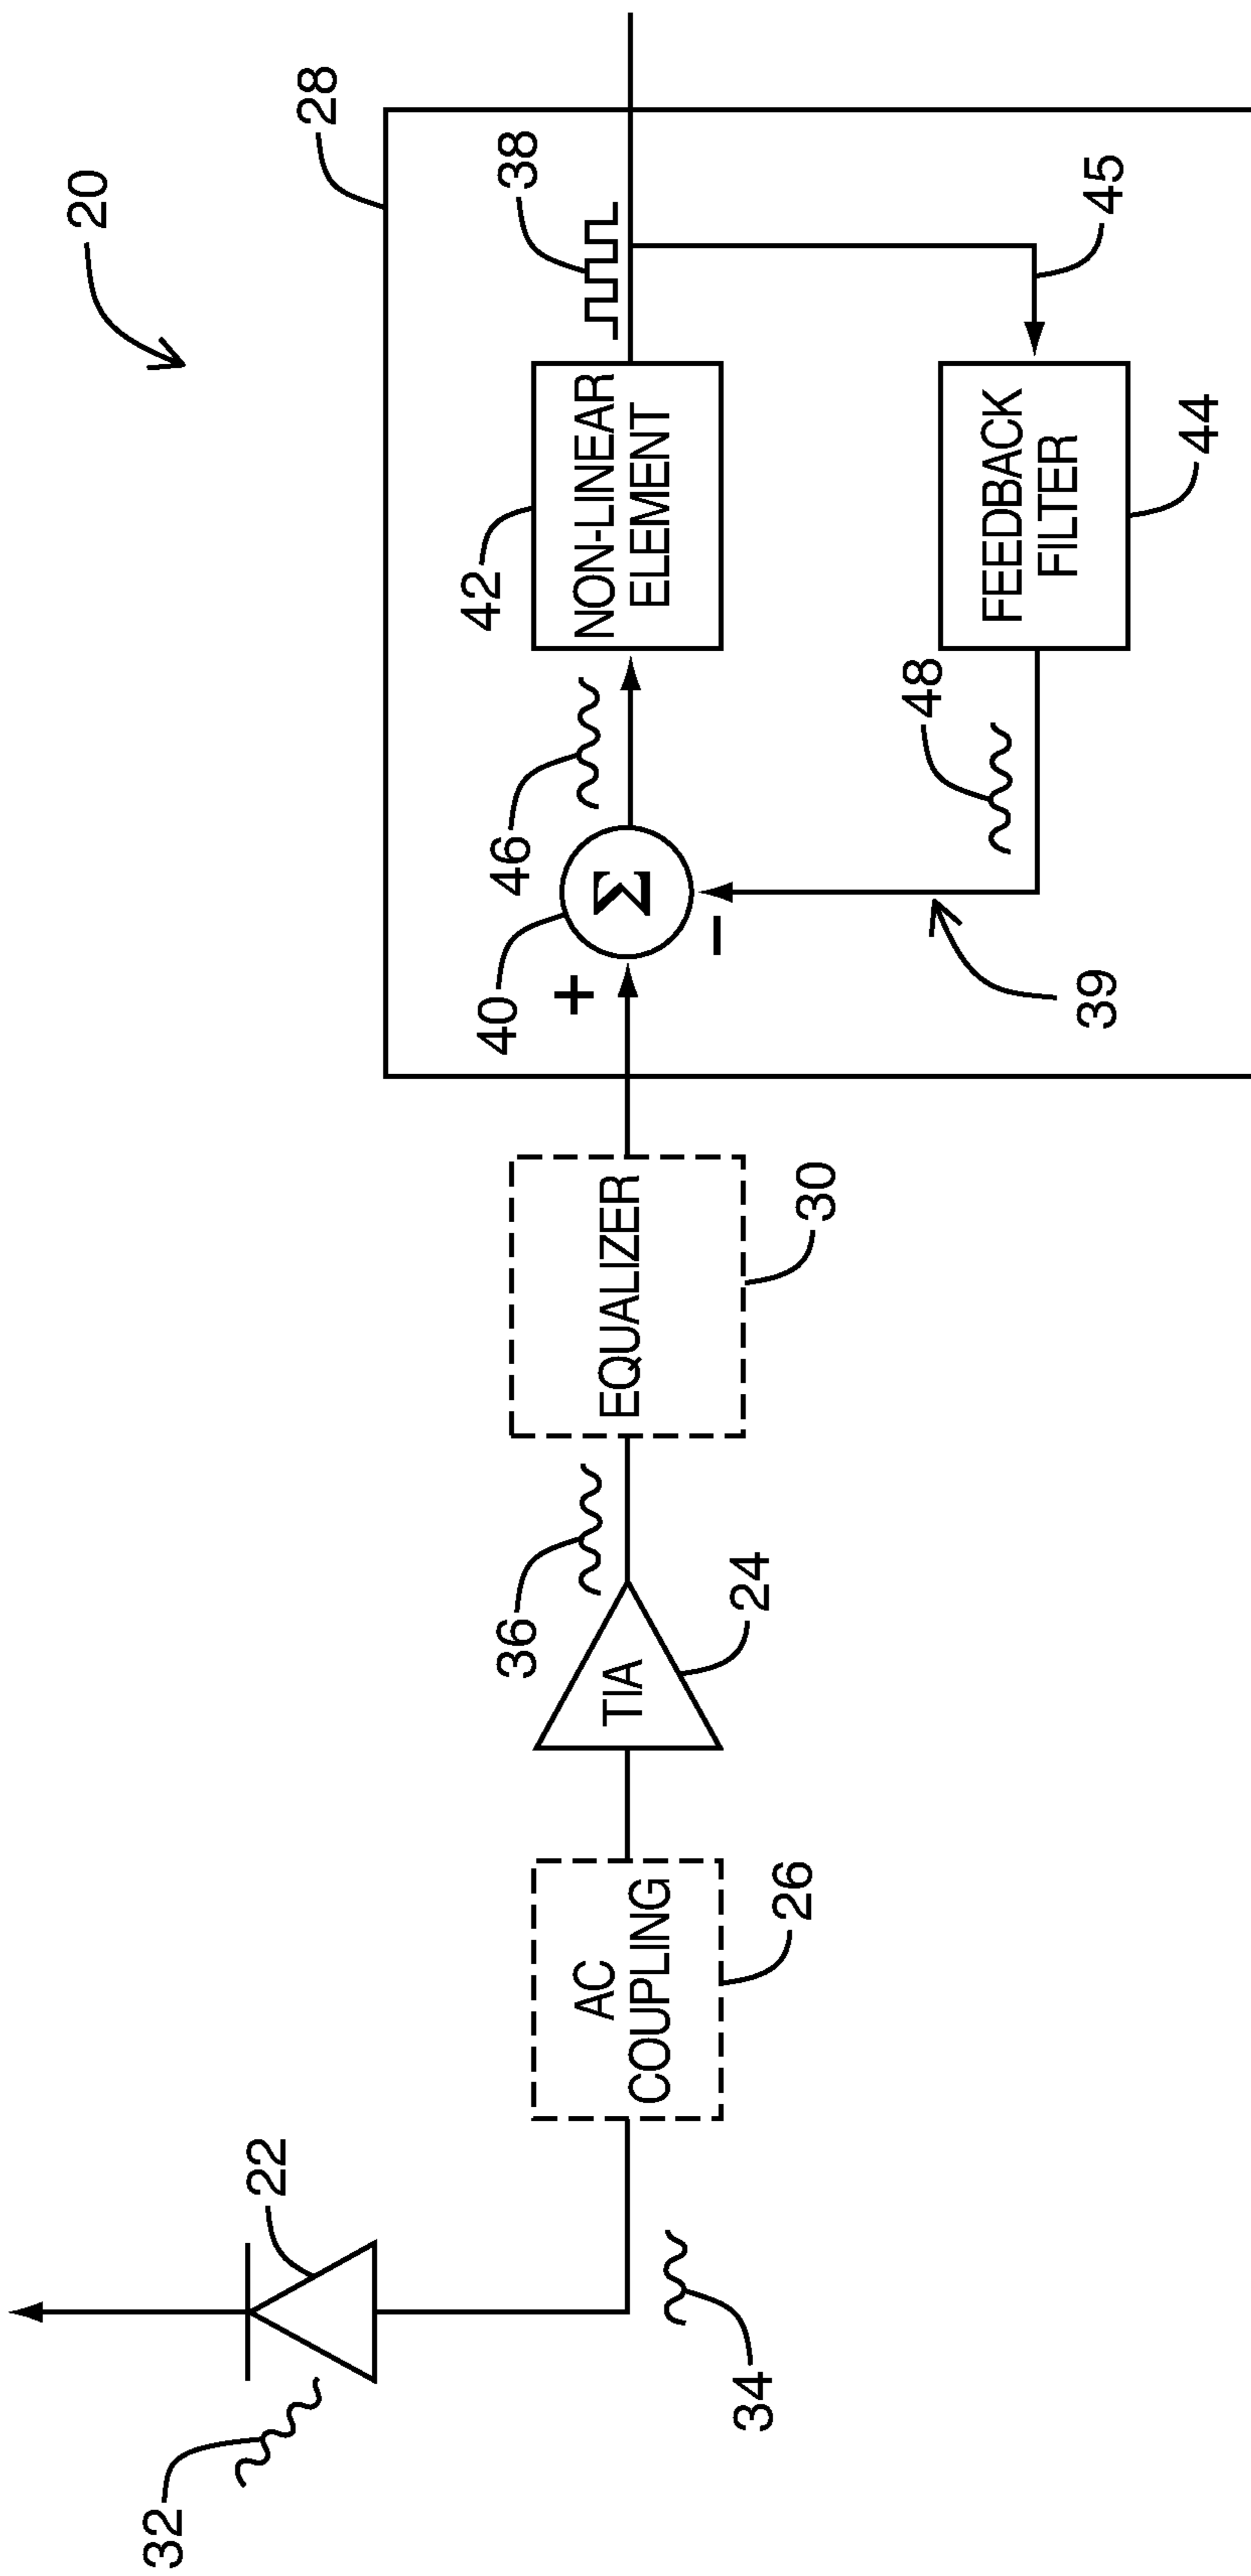 20
28
22
32
34
AC
COUPLING
26
TIA
24
36
EQUALIZER
30
+
−
Σ
40
46
42
NON-LINEAR
ELEMENT
38
39
48
FEEDBACK
FILTER
44
45